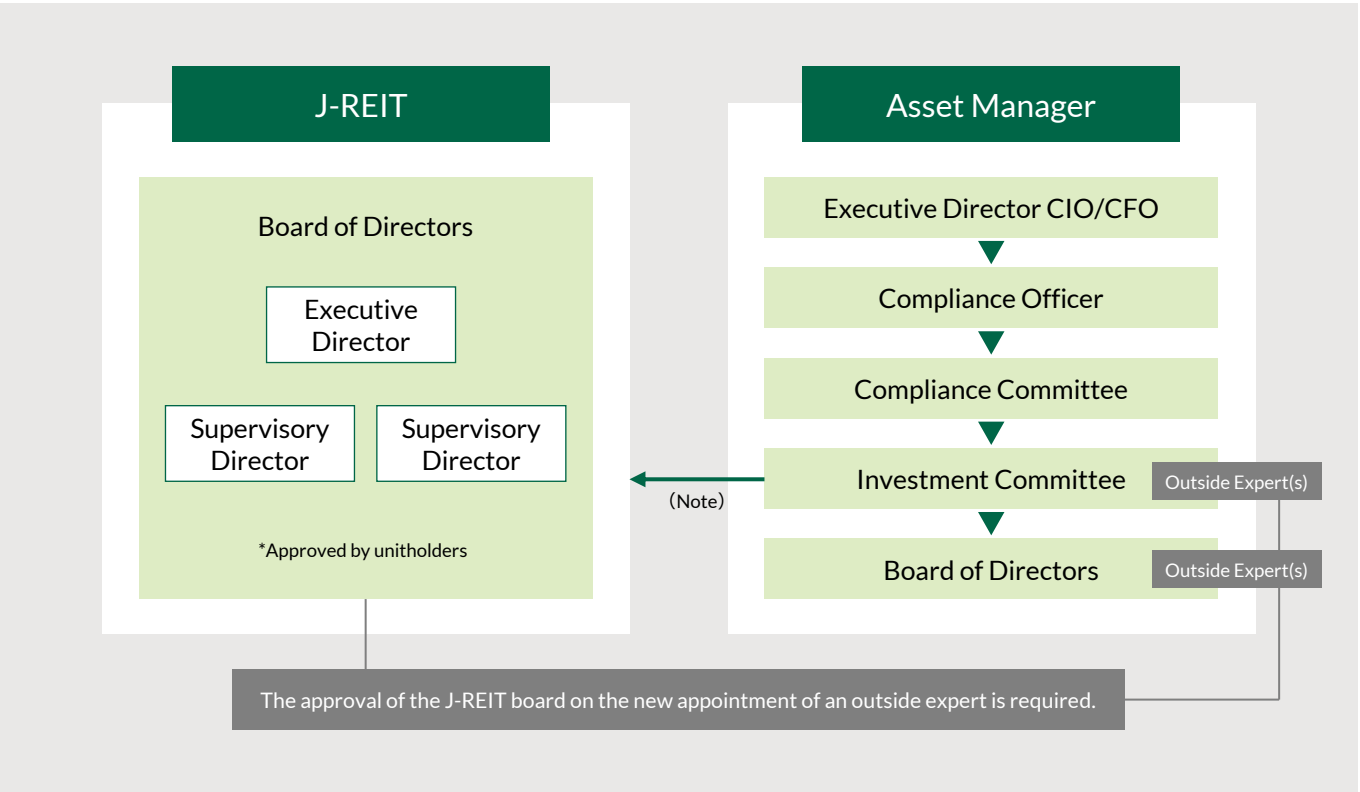 J-REIT
Board of Directors
Executive
Director
Supervisory
Director
Supervisory
Director
*Approved by unitholders
(Note)
Asset Manager
Executive Director CIO/CFO
Compliance Officer
Compliance Committee
Investment Committee
Outside Expert(s)
Board of Directors
Outside Expert(s)
The approval of the J-REIT board on the new appointment of an outside expert is required.